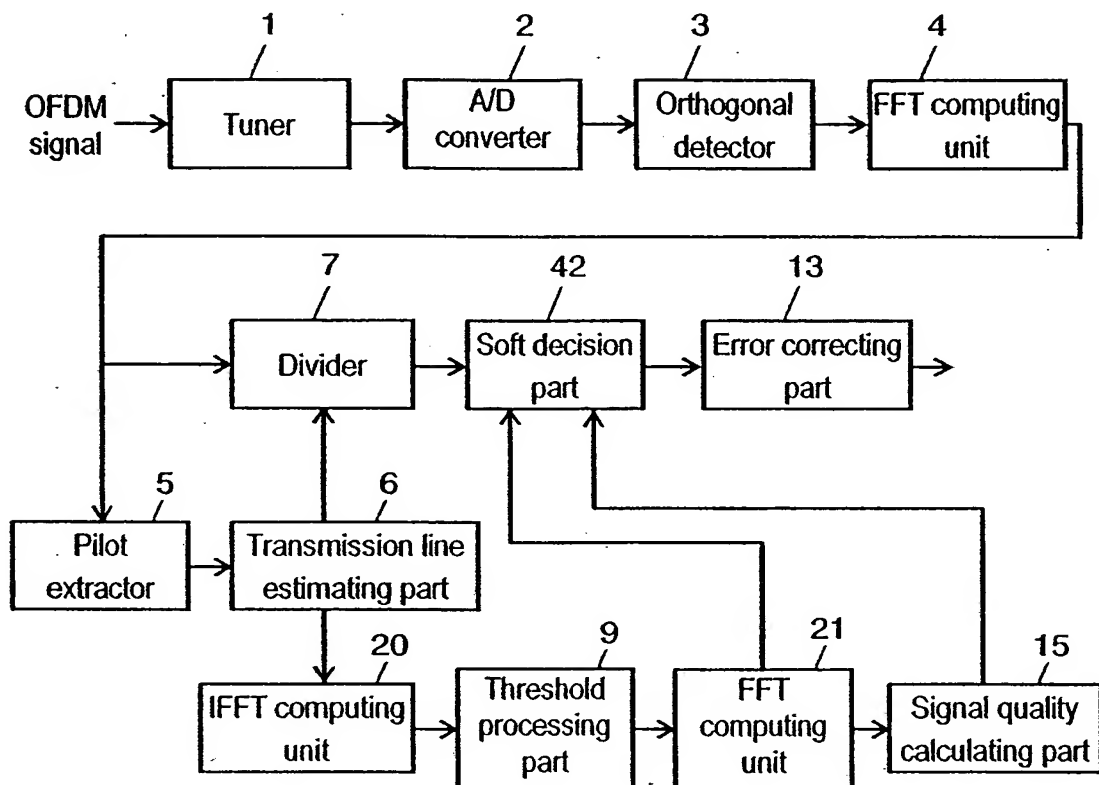 1
2
3
4
OFDM
signal
Tuner
A/D
converter
Orthogonal
detector
FFT computing
unit
7
42
13
Divider
Soft decision
part
Error correcting
part
5
6
Pilot
extractor
Transmission line
estimating part
20
9
21
15
IFFT computing
unit
Threshold
processing
part
FFT
computing
unit
Signal quality
calculating part